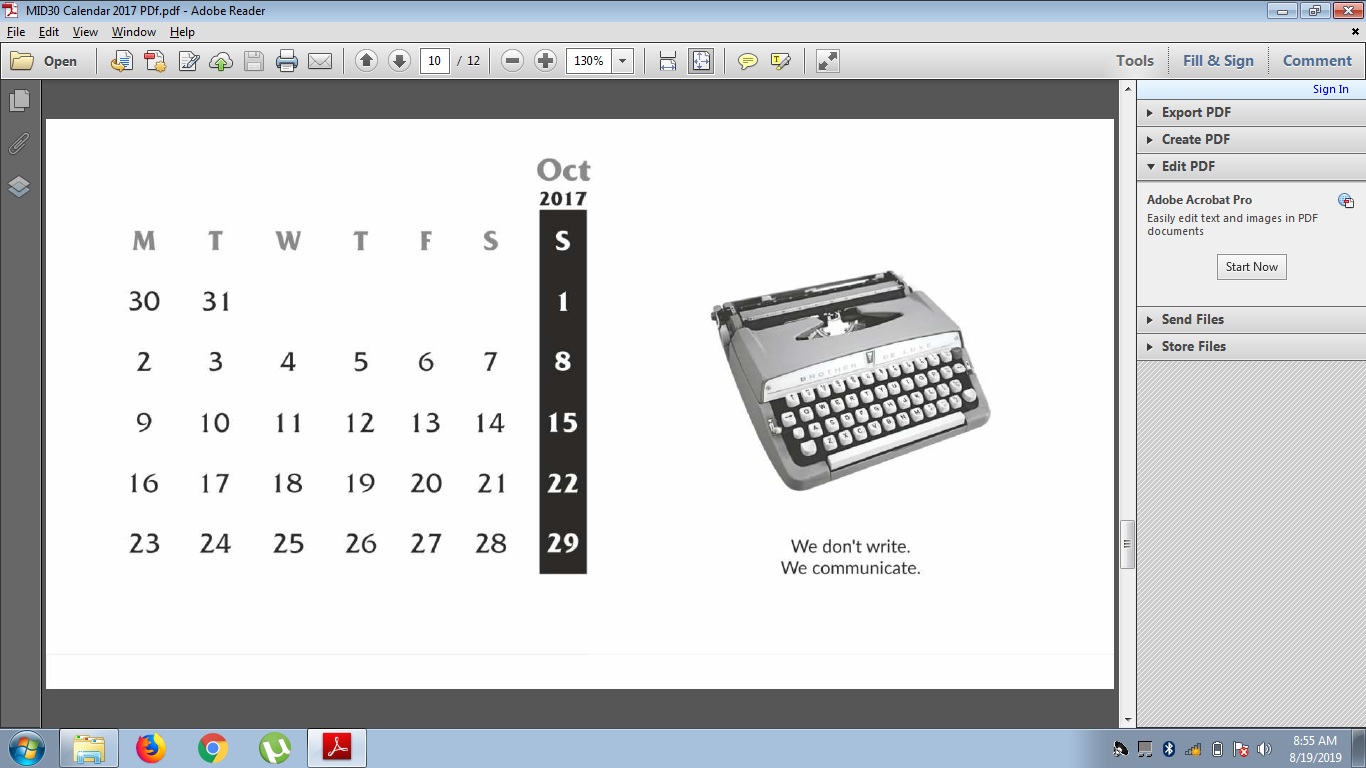 MID30 Calendar 2017 PDf.pdf - Adobe Reader
File Edit View Window Help
Open 10 / 12 130% Tools Fill & Sign Comment
Sign In
Export PDF
Create PDF
Edit PDF
Adobe Acrobat Pro
Easily edit text and images in PDF
documents
Start Now
Send Files
Store Files
Oct
2017
M T W T F S S
30 31 1
2 3 4 5 6 7 8
9 10 11 12 13 14 15
16 17 18 19 20 21 22
23 24 25 26 27 28 29
BROTHER DE LUXE
We don't write.
We communicate.
8:55 AM
8/19/2019